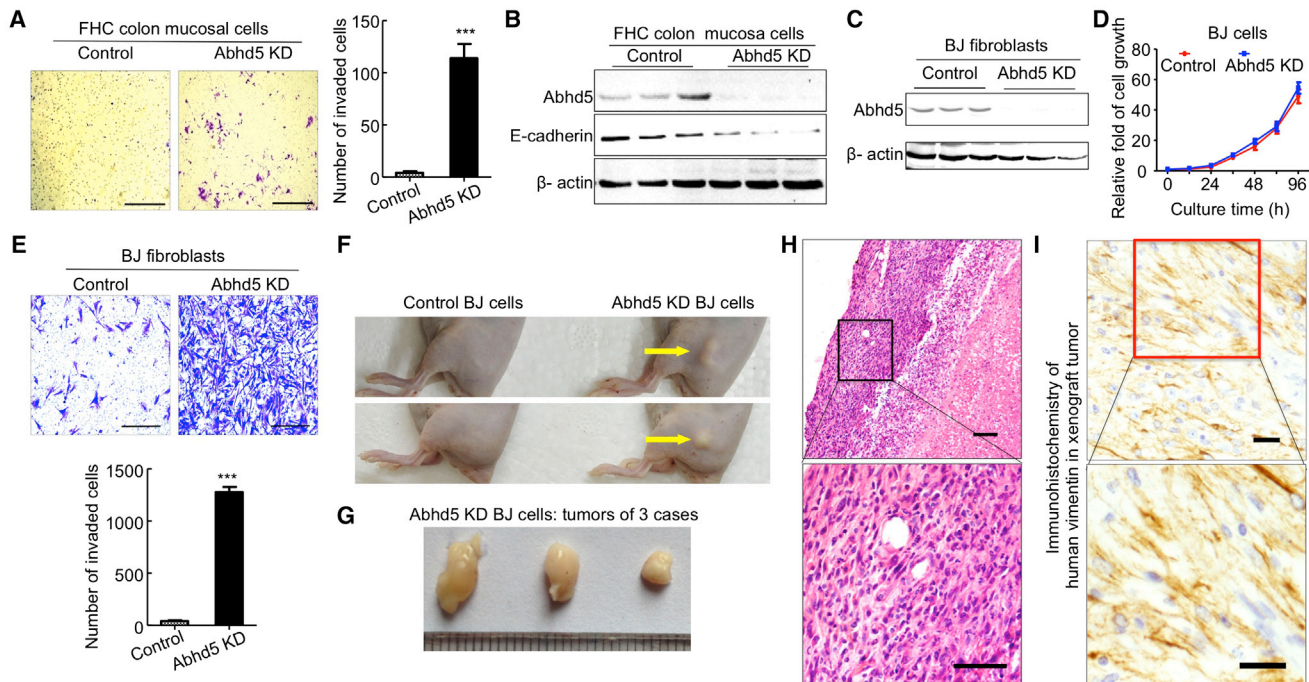 A
FHC colon mucosal cells
Control
Abhd5 KD
Number of invaded cells
150
100
50
0
***
Control
Abhd5 KD
B
FHC colon mucosa cells
Control
Abhd5 KD
Abhd5
E-cadherin
β- actin
C
BJ fibroblasts
Control
Abhd5 KD
Abhd5
β- actin
D
BJ cells
Control
Abhd5 KD
Relative fold of cell growth
80
60
40
20
0
0
24
48
96
Culture time (h)
E
BJ fibroblasts
Control
Abhd5 KD
Number of invaded cells
1500
1000
500
0
***
Control
Abhd5 KD
F
Control BJ cells
Abhd5 KD BJ cells
G
Abhd5 KD BJ cells: tumors of 3 cases
H
I
Immunohistochemistry of
human vimentin in xenograft tumor